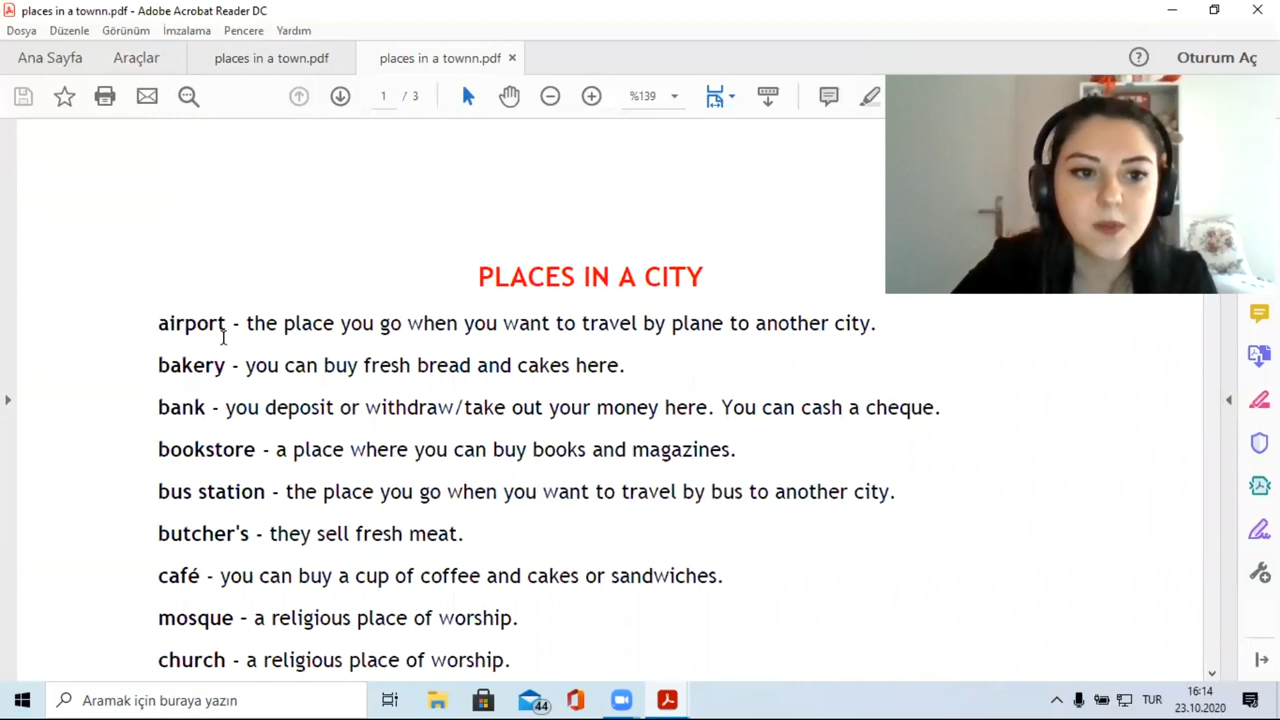 places in a townn.pdf - Adobe Acrobat Reader DC
Dosya Düzenle Görünüm İmzalama Pencere Yardım
Ana Sayfa Araçlar places in a town.pdf places in a townn.pdf × Oturum Aç
1 / 3 %139
PLACES IN A CITY
airport - the place you go when you want to travel by plane to another city.
bakery - you can buy fresh bread and cakes here.
bank - you deposit or withdraw/take out your money here. You can cash a cheque.
bookstore - a place where you can buy books and magazines.
bus station - the place you go when you want to travel by bus to another city.
butcher's - they sell fresh meat.
café - you can buy a cup of coffee and cakes or sandwiches.
mosque - a religious place of worship.
church - a religious place of worship.
Aramak için buraya yazın 44 TUR 16:14
23.10.2020